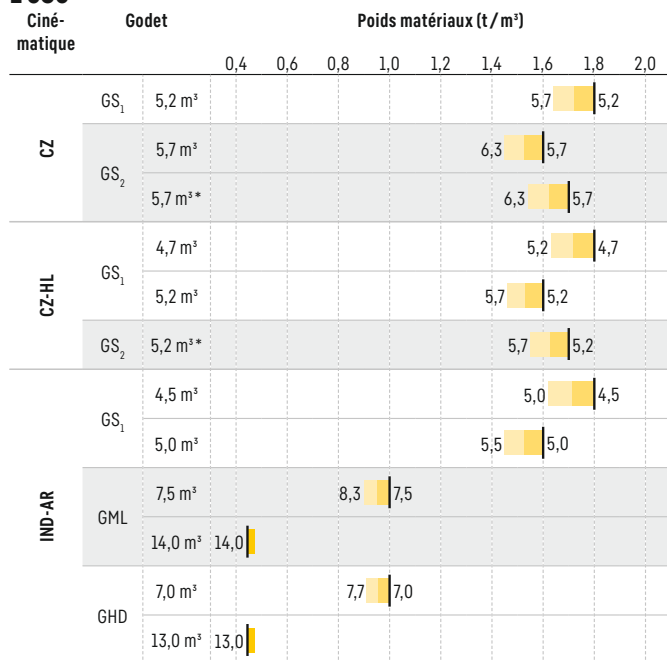 Ciné- Godet Poids matériaux (t / m³)
matique
0,4 0,6 0,8 1,0 1,2 1,4 1,6 1,8 2,0
CZ
GS₁ 5,2 m³ 5,7 5,2
GS₂ 5,7 m³ 6,3 5,7
5,7 m³* 6,3 5,7
CZ-HL
GS₁ 4,7 m³ 5,2 4,7
5,2 m³ 5,7 5,2
GS₂ 5,2 m³* 5,7 5,2
IND-AR
GS₁ 4,5 m³ 5,0 4,5
5,0 m³ 5,5 5,0
GML 7,5 m³ 8,3 7,5
14,0 m³ 14,0
GHD 7,0 m³ 7,7 7,0
13,0 m³ 13,0